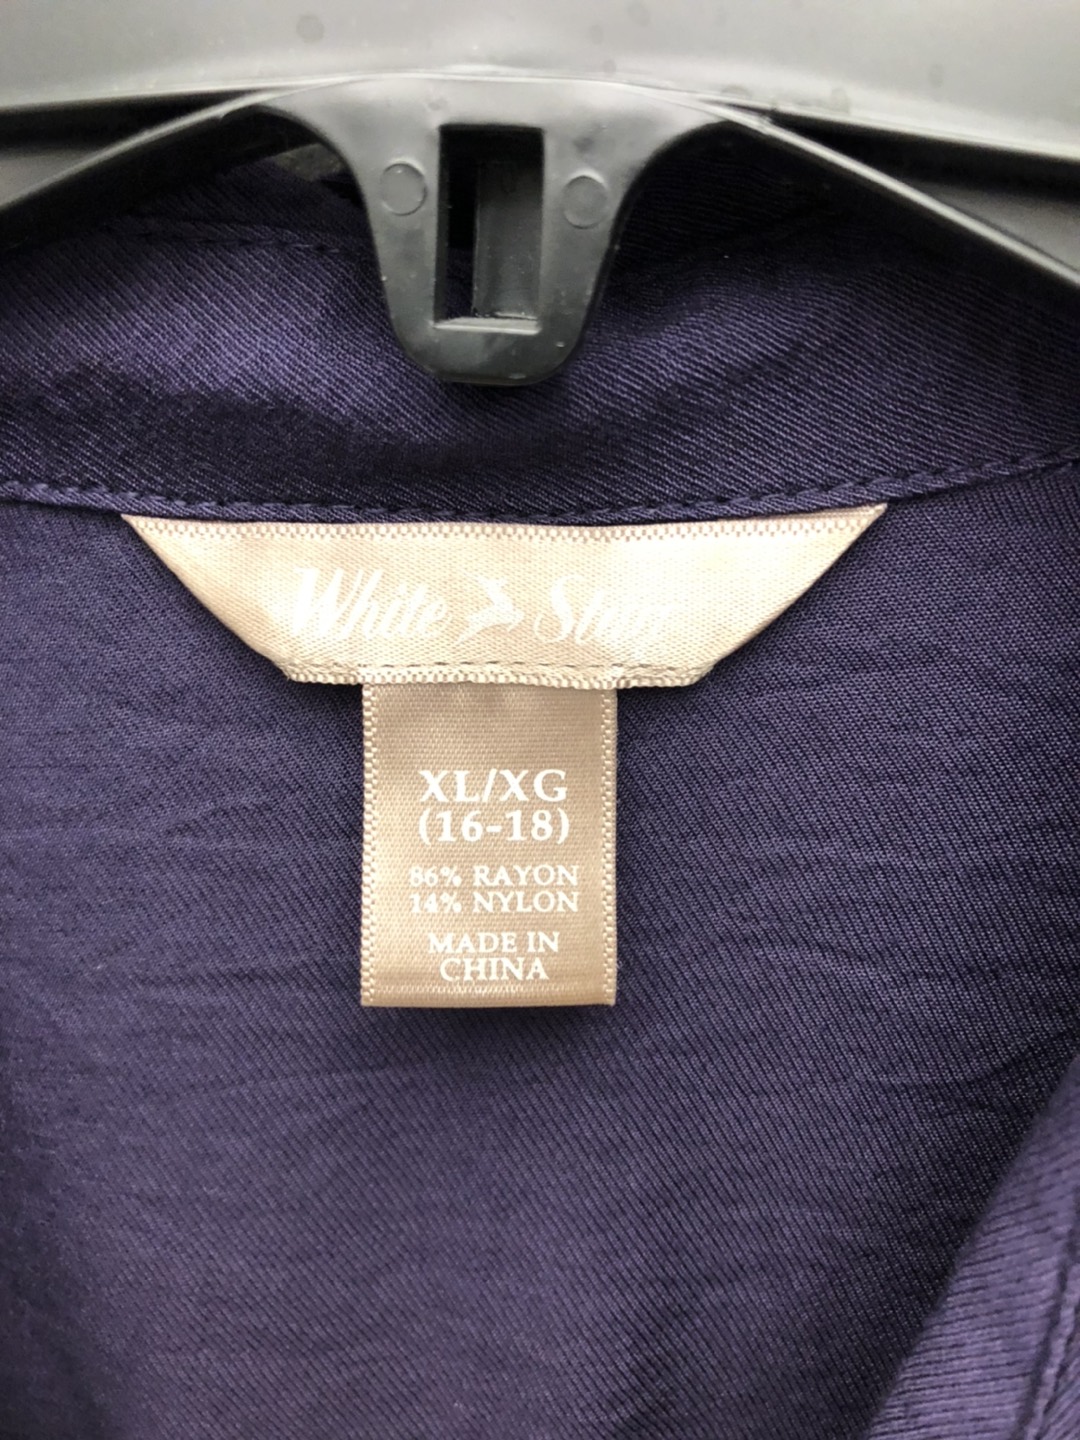 White Stag
XL/XG
(16-18)
86% RAYON
14% NYLON
MADE IN
CHINA